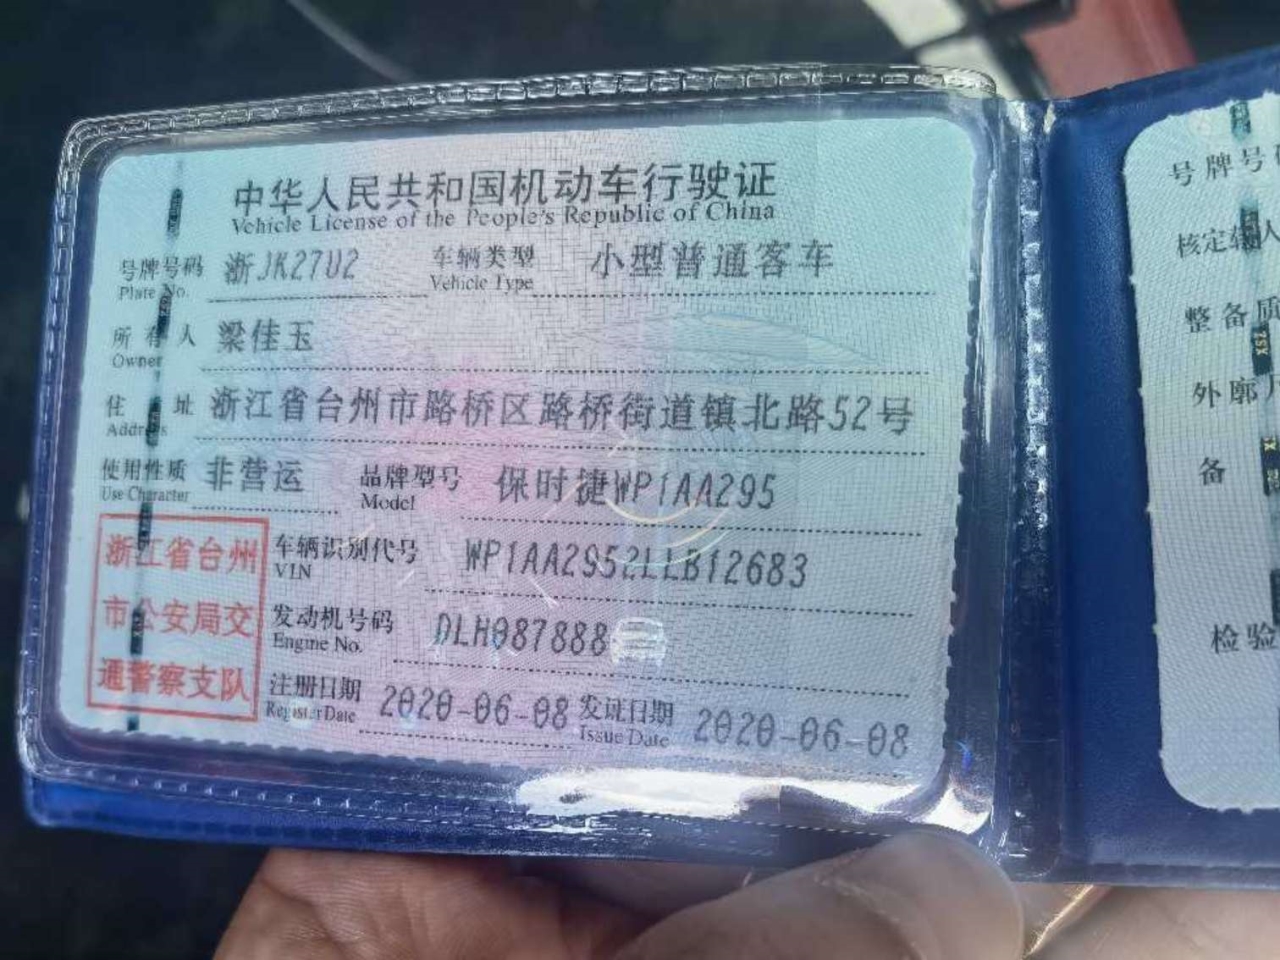 中华人民共和国机动车行驶证
Vehicle License of the People's Republic of China
号牌号码 浙JK27U2 车辆类型 小型普通客车
Plate No. Vehicle Type
所有人 梁佳玉
Owner
住址 浙江省台州市路桥区路桥街道镇北路52号
Address
使用性质 非营运 品牌型号 保时捷WP1AA295
Use Character Model
浙江省台州
市公安局交
通警察支队
车辆识别代号 WP1AA2952LLB12683
VIN
发动机号码 DLH087888
Engine No.
注册日期 2020-06-08 发证日期 2020-06-08
Register Date Issue Date
号牌号
核定载人
整备质
外廓
备
检验